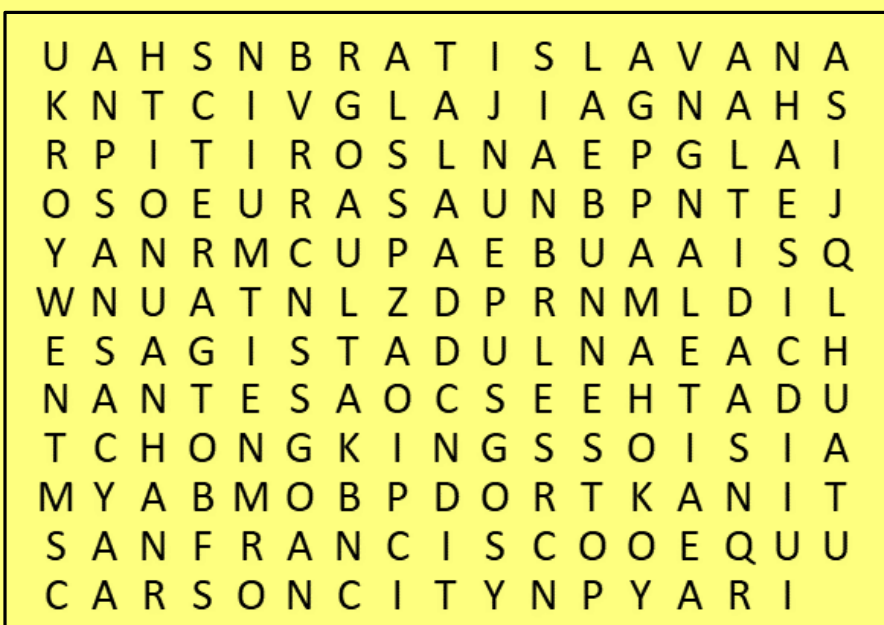 U A H S N B R A T I S L A V A N A
K N T C I V G L A J I A G N A H S
R P I T I R O S L N A E P G L A I
O S O E U R A S A U N B P N T E J
Y A N R M C U P A E B U A A I S Q
W N U A T N L Z D P R N M L D I L
E S A G I S T A D U L N A E A C H
N A N T E S A O C S E E H T A D U
T C H O N G K I N G S S O I S I A
M Y A B M O B P D O R T K A N I T
S A N F R A N C I S C O O E Q U U
C A R S O N C I T Y N P Y A R I